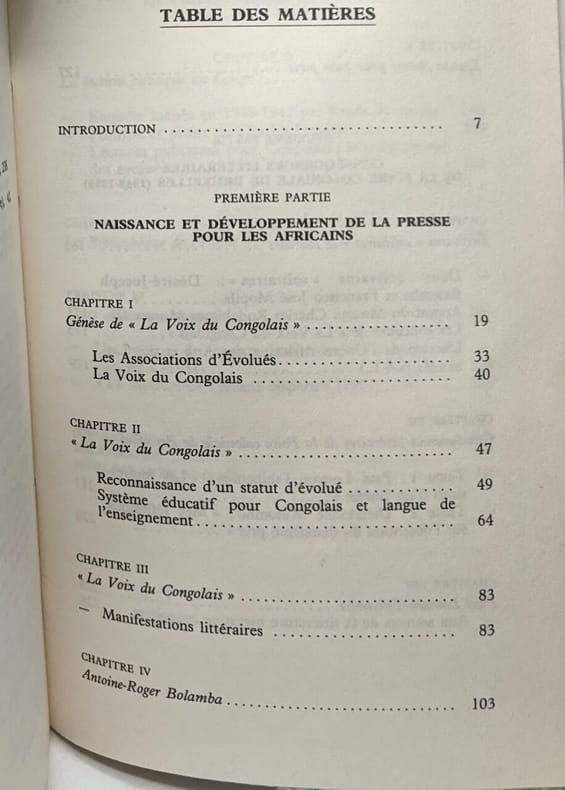 TABLE DES MATIÈRES
INTRODUCTION .................................. 7
PREMIÈRE PARTIE
NAISSANCE ET DÉVELOPPEMENT DE LA PRESSE
POUR LES AFRICAINS
CHAPITRE I
Génèse de « La Voix du Congolais » .................. 19
Les Associations d'Évolués ...................... 33
La Voix du Congolais ......................... 40
CHAPITRE II
« La Voix du Congolais » ........................... 47
Reconnaissance d'un statut d'évolué ............. 49
Système éducatif pour Congolais et langue de
l'enseignement ................................ 64
CHAPITRE III
« La Voix du Congolais » ........................... 83
— Manifestations littéraires ...................... 83
CHAPITRE IV
Antoine-Roger Bolamba ............................ 103